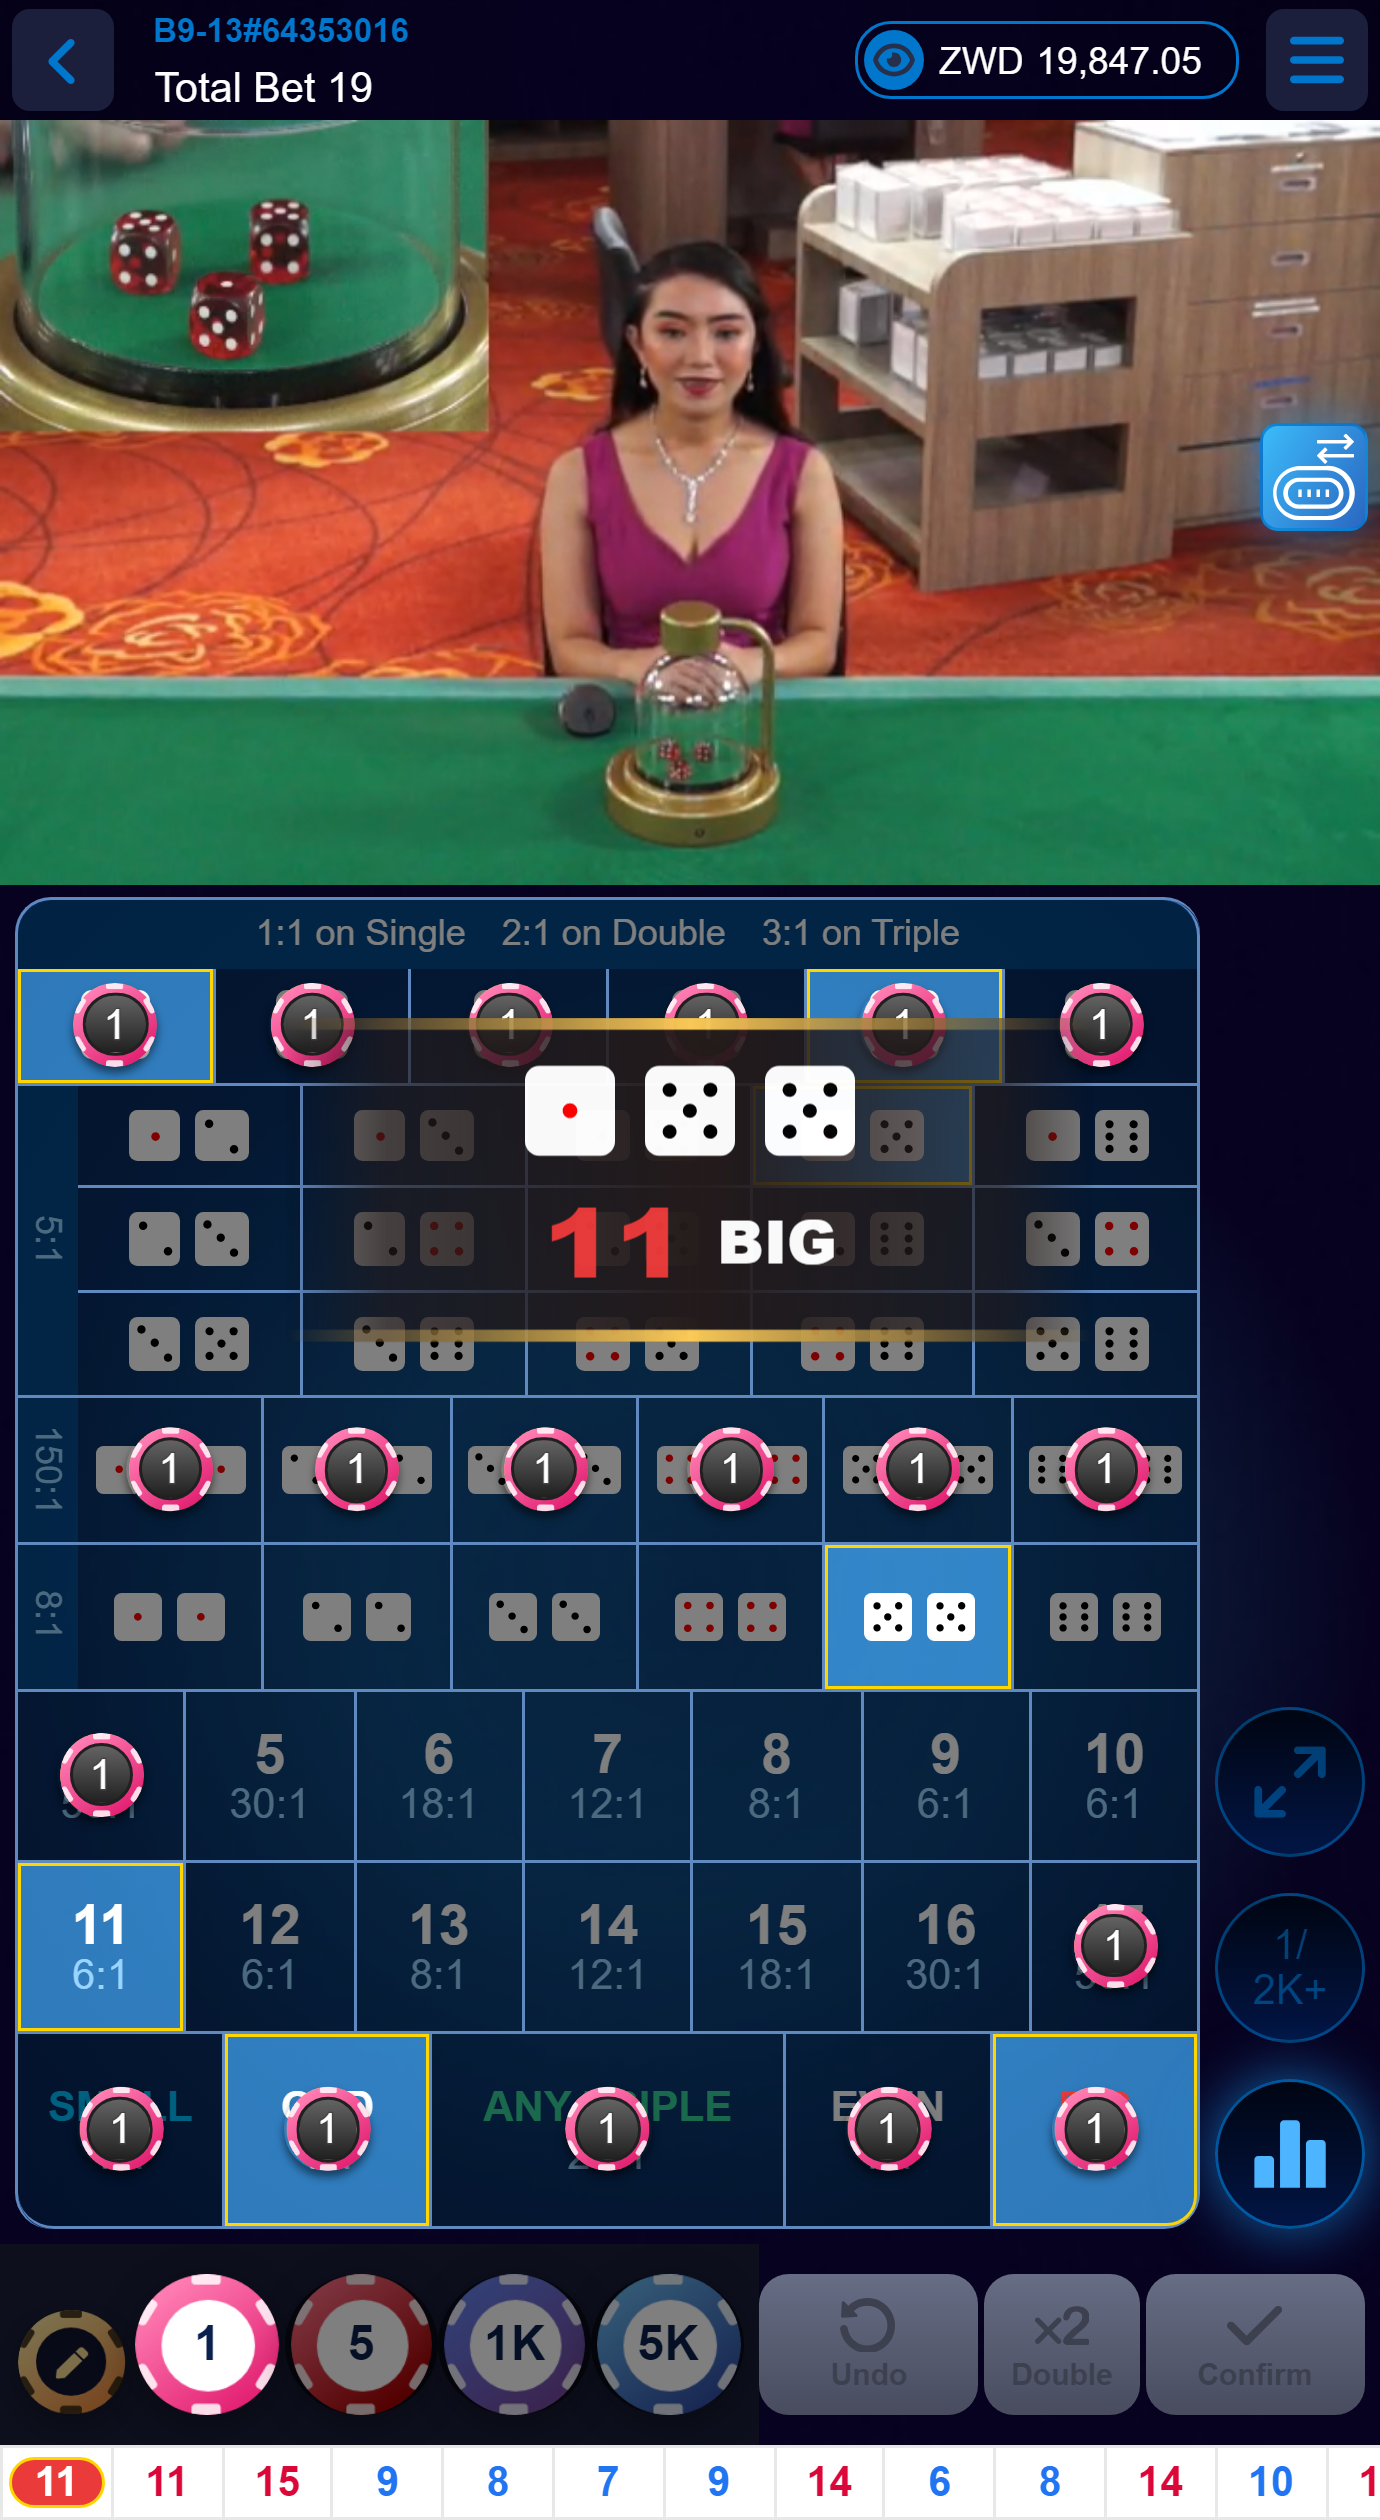 B9-13#64353016
Total Bet 19
ZWD 19,847.05
1:1 on Single 2:1 on Double 3:1 on Triple
1 1 1 1 1 1
11 BIG
5:1
150:1
1 1 1 1 1 1
8:1
1 5 6 7 8 9 10
30:1 18:1 12:1 8:1 6:1 6:1
11 12 13 14 15 16 1
6:1 6:1 8:1 12:1 18:1 30:1
1 1 ANY 1 1 1
1/
2K+
1 5 1K 5K
Undo
x2
Double
Confirm
11 11 15 9 8 7 9 14 6 8 14 10 1